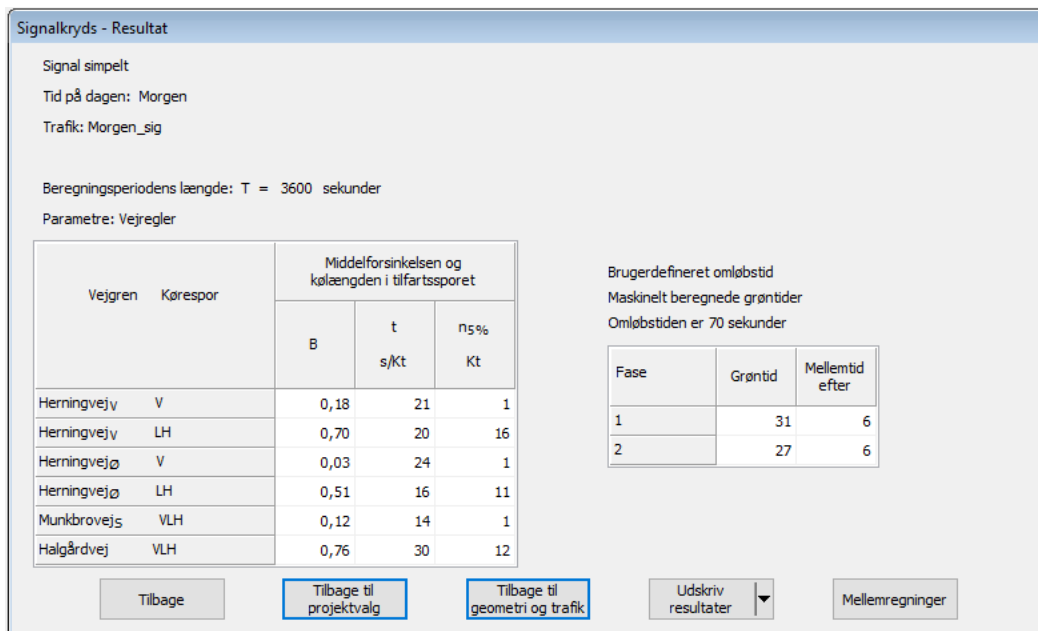 Signalkryds - Resultat
Signal simpelt
Tid på dagen: Morgen
Trafik: Morgen_sig
Beregningsperiodens længde: T = 3600 sekunder
Parametre: Vejregler
Vejgren Kørespor
Middelforsinkelsen og
kølængden i tilfartssporet
B
t
s/Kt
n5%
Kt
HerningvejV V 0,18 21 1
HerningvejV LH 0,70 20 16
HerningvejØ V 0,03 24 1
HerningvejØ LH 0,51 16 11
MunkbrovejS VLH 0,12 14 1
Halgårdvej VLH 0,76 30 12
Brugerdefineret omløbstid
Maskinelt beregnede grøntider
Omløbstiden er 70 sekunder
Fase Grøntid Mellemtid
efter
1 31 6
2 27 6
Tilbage
Tilbage til
projektvalg
Tilbage til
geometri og trafik
Udskriv
resultater
Mellemregninger